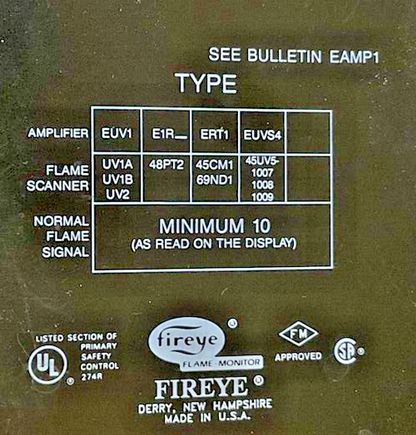 SEE BULLETIN EAMP1
TYPE
AMPLIFIER EUV1 E1R_ ERT1 EUVS4
FLAME SCANNER UV1A UV1B UV2 48PT2 45CM1 69ND1 45UV5- 1007 1008 1009
NORMAL FLAME SIGNAL MINIMUM 10 (AS READ ON THE DISPLAY)
UL ® LISTED SECTION OF PRIMARY SAFETY CONTROL 274R
fireye ®
FLAME-MONITOR
FM APPROVED
SA ®
FIREYE ®
DERRY, NEW HAMPSHIRE
MADE IN U.S.A.